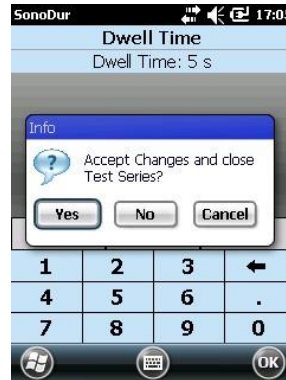 SonoDur 17:03
Dwell Time
Dwell Time: 5 s
Info
Accept Changes and close
Test Series?
Yes No Cancel
1 2 3
4 5 6 .
7 8 9 0
OK